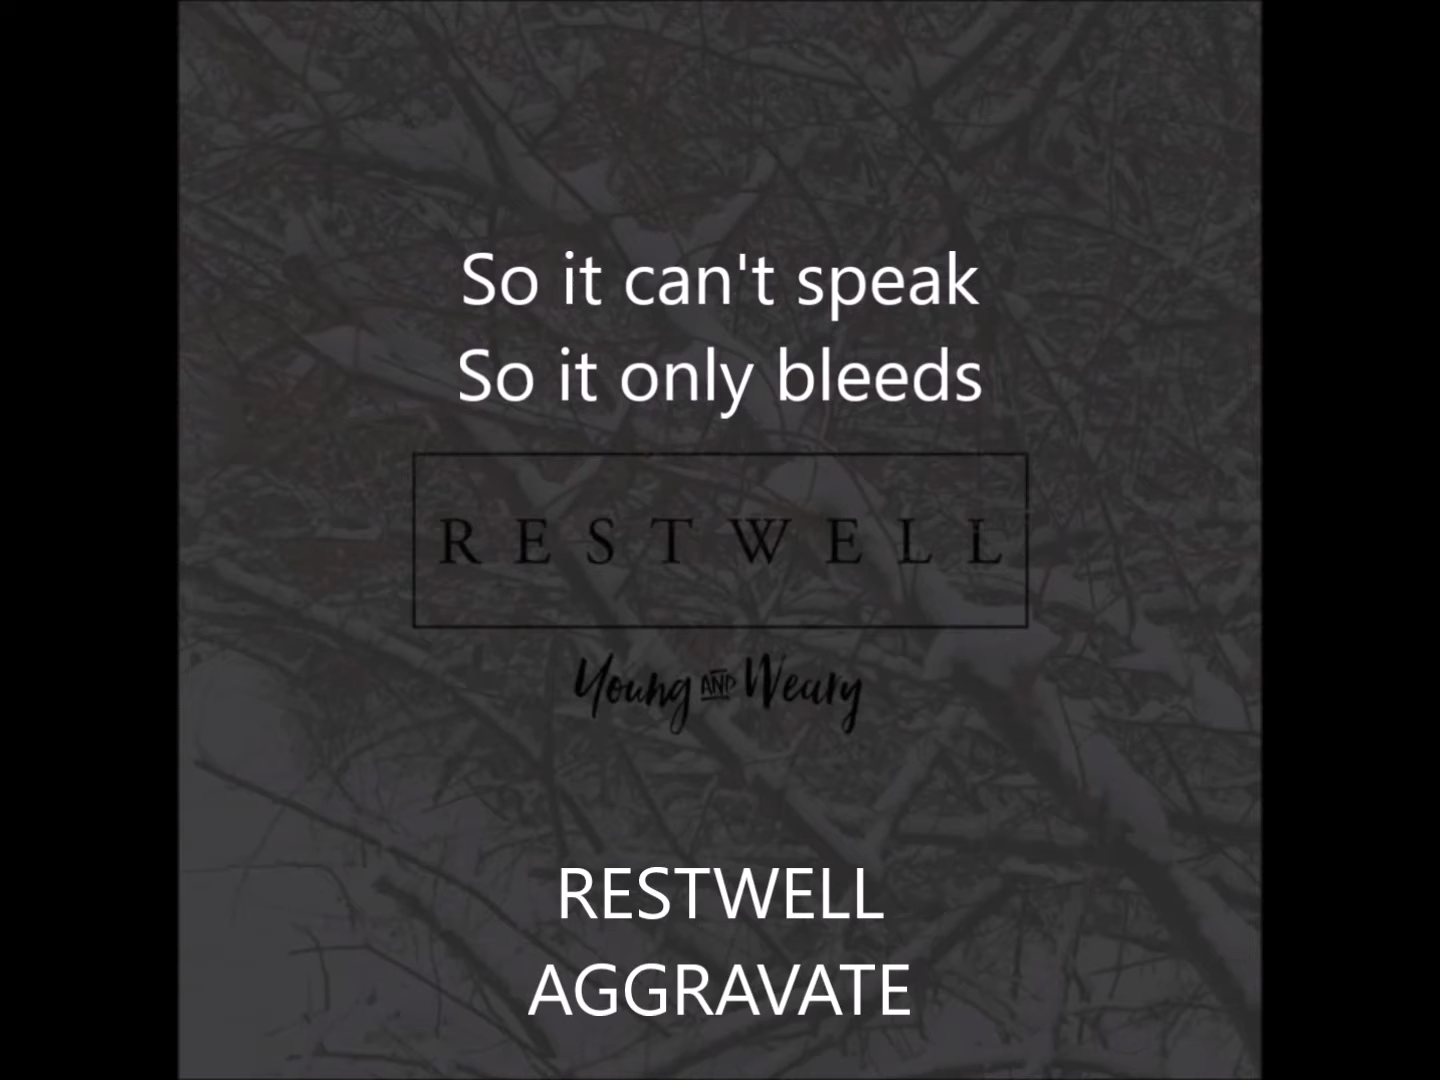 So it can't speak
So it only bleeds
RESTWELL
Young AND Weary
RESTWELL
AGGRAVATE